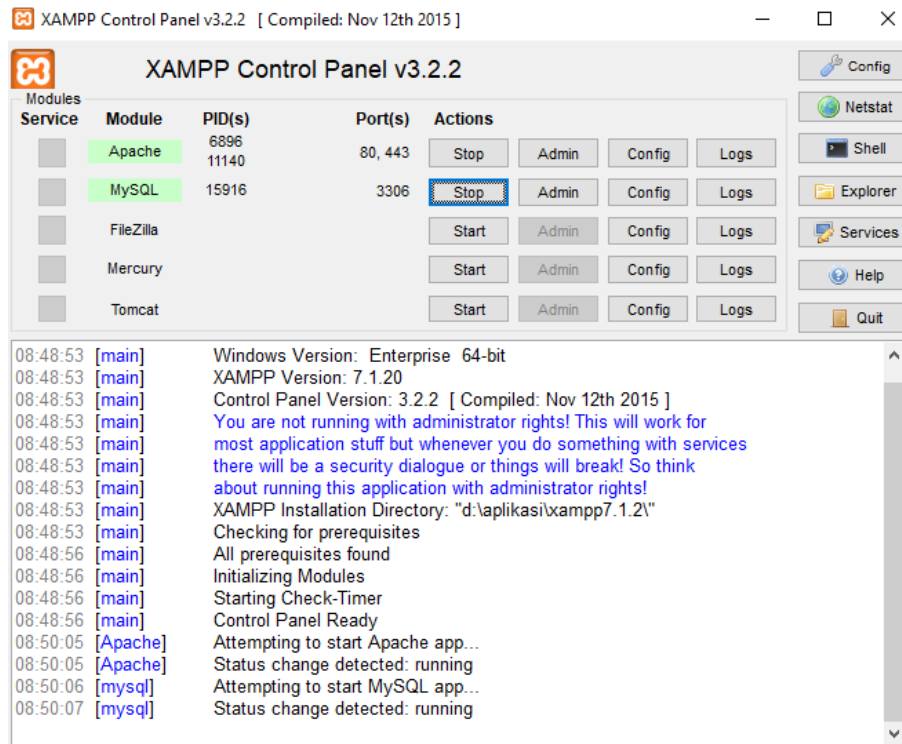 XAMPP Control Panel v3.2.2 [ Compiled: Nov 12th 2015 ]
XAMPP Control Panel v3.2.2
Config
Modules
Service Module PID(s) Port(s) Actions
Netstat
Apache 6896 11140 80, 443 Stop Admin Config Logs
Shell
MySQL 15916 3306 Stop Admin Config Logs
Explorer
FileZilla Start Admin Config Logs
Services
Mercury Start Admin Config Logs
Help
Tomcat Start Admin Config Logs
Quit
08:48:53 [main] Windows Version: Enterprise 64-bit
08:48:53 [main] XAMPP Version: 7.1.20
08:48:53 [main] Control Panel Version: 3.2.2 [ Compiled: Nov 12th 2015 ]
08:48:53 [main] You are not running with administrator rights! This will work for
08:48:53 [main] most application stuff but whenever you do something with services
08:48:53 [main] there will be a security dialogue or things will break! So think
08:48:53 [main] about running this application with administrator rights!
08:48:53 [main] XAMPP Installation Directory: "d:\aplikasi\xampp7.1.2\"
08:48:53 [main] Checking for prerequisites
08:48:56 [main] All prerequisites found
08:48:56 [main] Initializing Modules
08:48:56 [main] Starting Check-Timer
08:48:56 [main] Control Panel Ready
08:50:05 [Apache] Attempting to start Apache app...
08:50:05 [Apache] Status change detected: running
08:50:06 [mysql] Attempting to start MySQL app...
08:50:07 [mysql] Status change detected: running